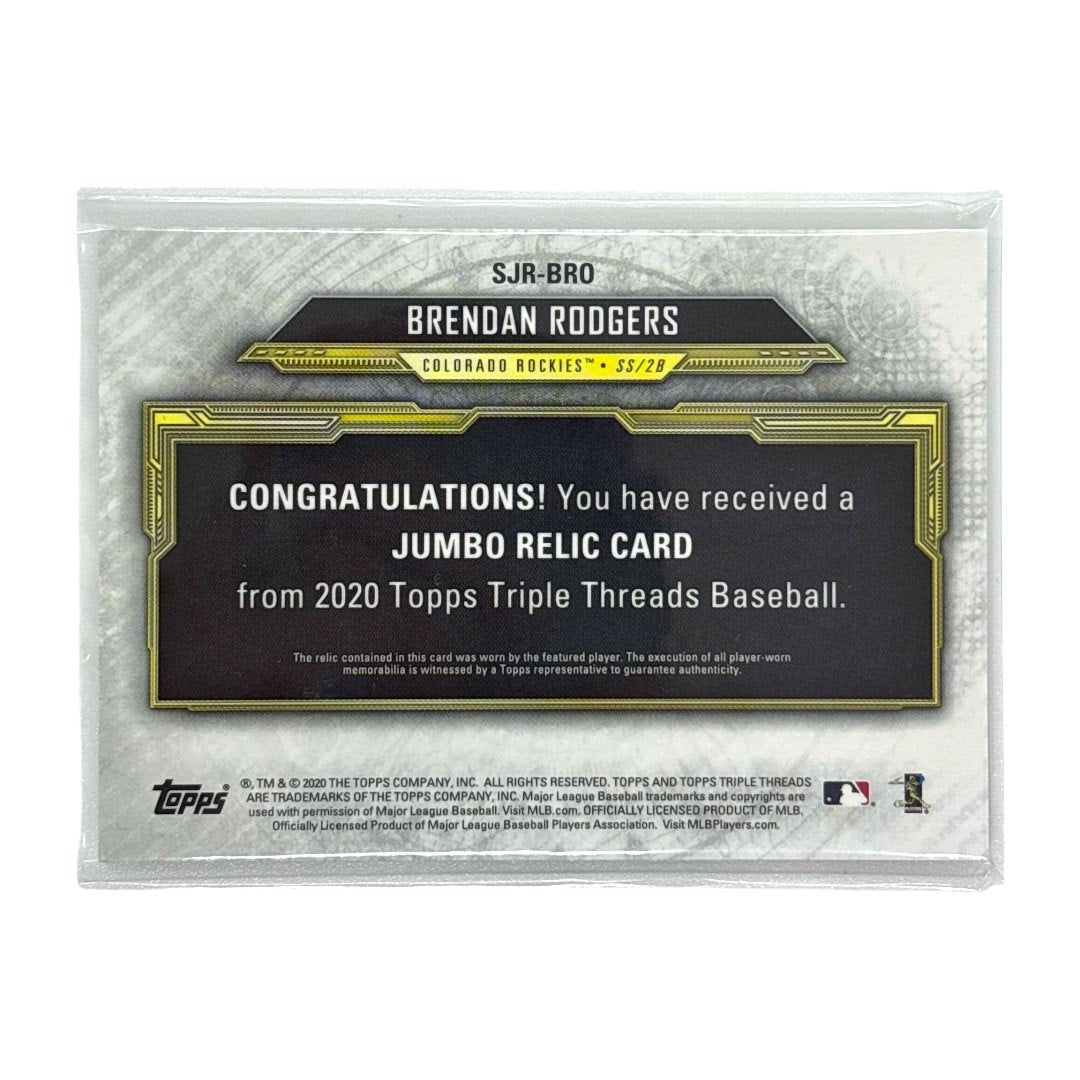 SJR-BRO
BRENDAN RODGERS
COLORADO ROCKIES™ • SS/2B
CONGRATULATIONS! You have received a
JUMBO RELIC CARD
from 2020 Topps Triple Threads Baseball.
The relic contained in this card was worn by the featured player. The execution of all player-worn
memorabilia is witnessed by a Topps representative to guarantee authenticity.
topps
®, TM & © 2020 THE TOPPS COMPANY, INC. ALL RIGHTS RESERVED. TOPPS AND TOPPS TRIPLE THREADS
ARE TRADEMARKS OF THE TOPPS COMPANY, INC. Major League Baseball trademarks and copyrights are
used with permission of Major League Baseball. Visit MLB.com. OFFICIALLY LICENSED PRODUCT OF MLB.
Officially Licensed Product of Major League Baseball Players Association. Visit MLBPlayers.com.